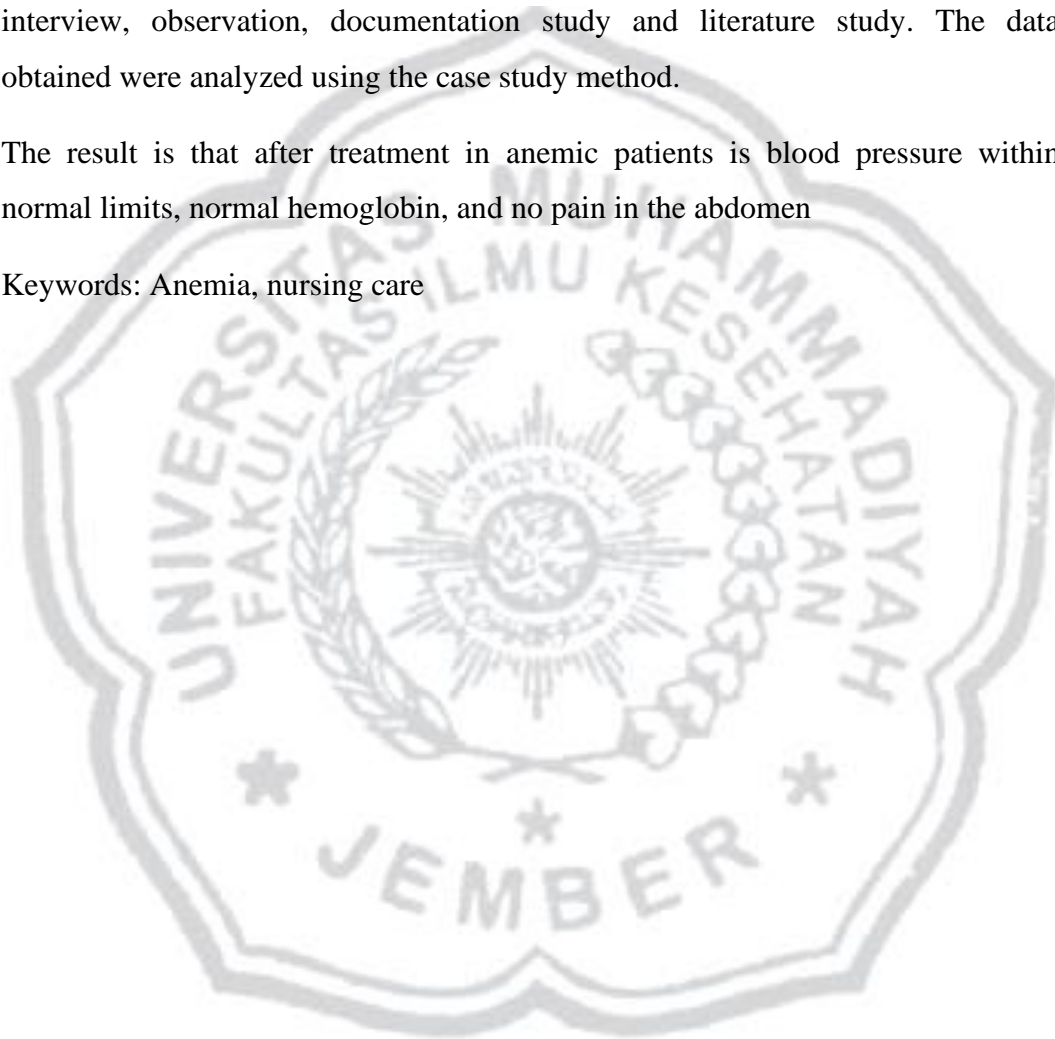 interview, observation, documentation study and literature study. The data
obtained were analyzed using the case study method.
The result is that after treatment in anemic patients is blood pressure within
normal limits, normal hemoglobin, and no pain in the abdomen
Keywords: Anemia, nursing care
UNIVERSITAS MUHAMMADIYAH
FAKULTAS ILMU KESEHATAN
JEMBER